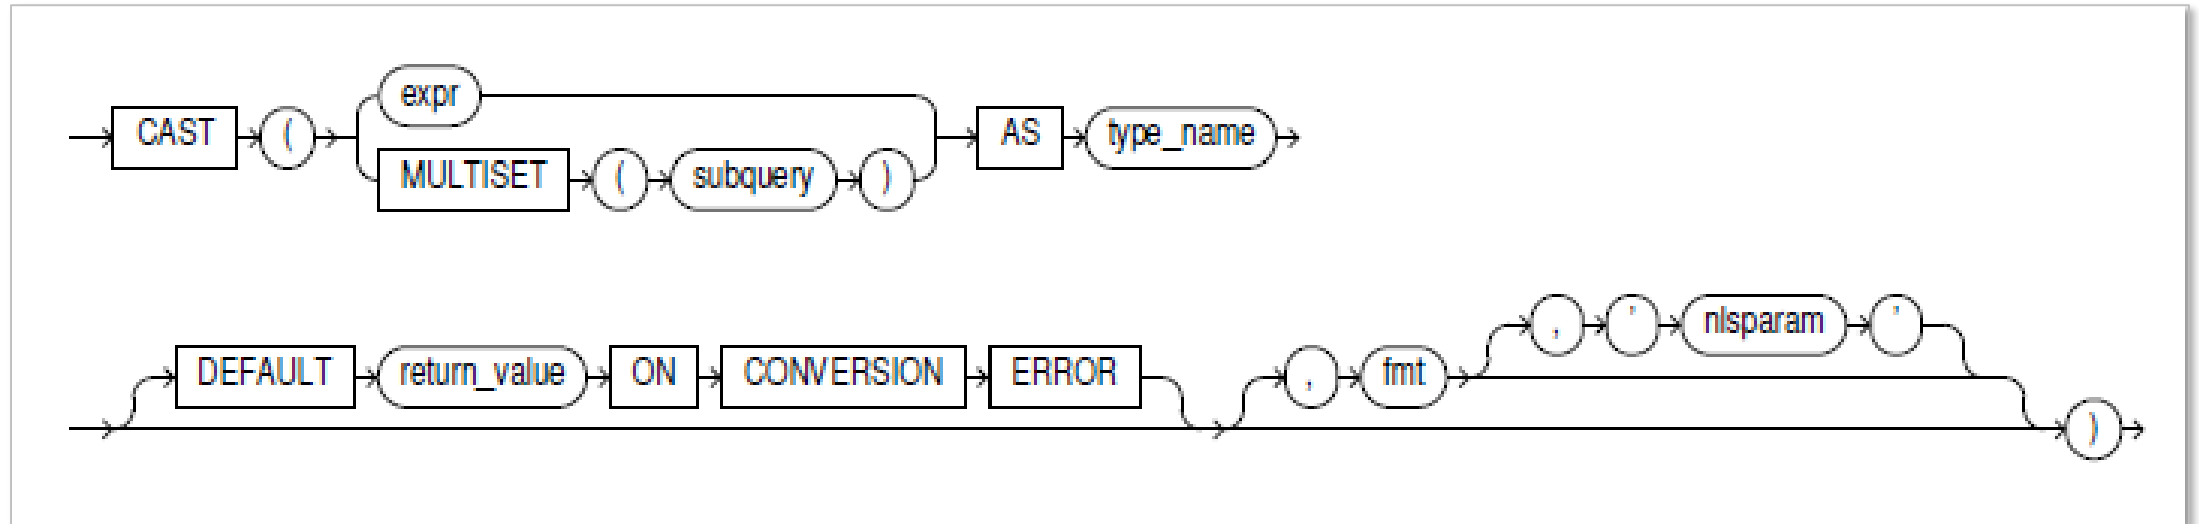 CAST ( expr AS type_name
MULTISET ( subquery )
, ' nlsparam '
DEFAULT return_value ON CONVERSION ERROR , fmt
)